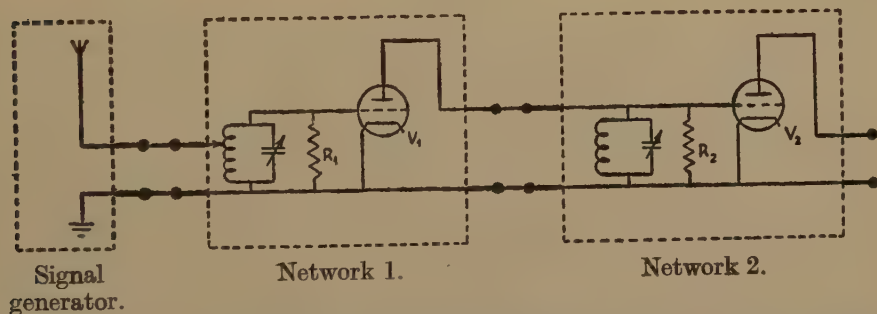 R1
V1
R2
V2
Signal
generator.
Network 1.
Network 2.